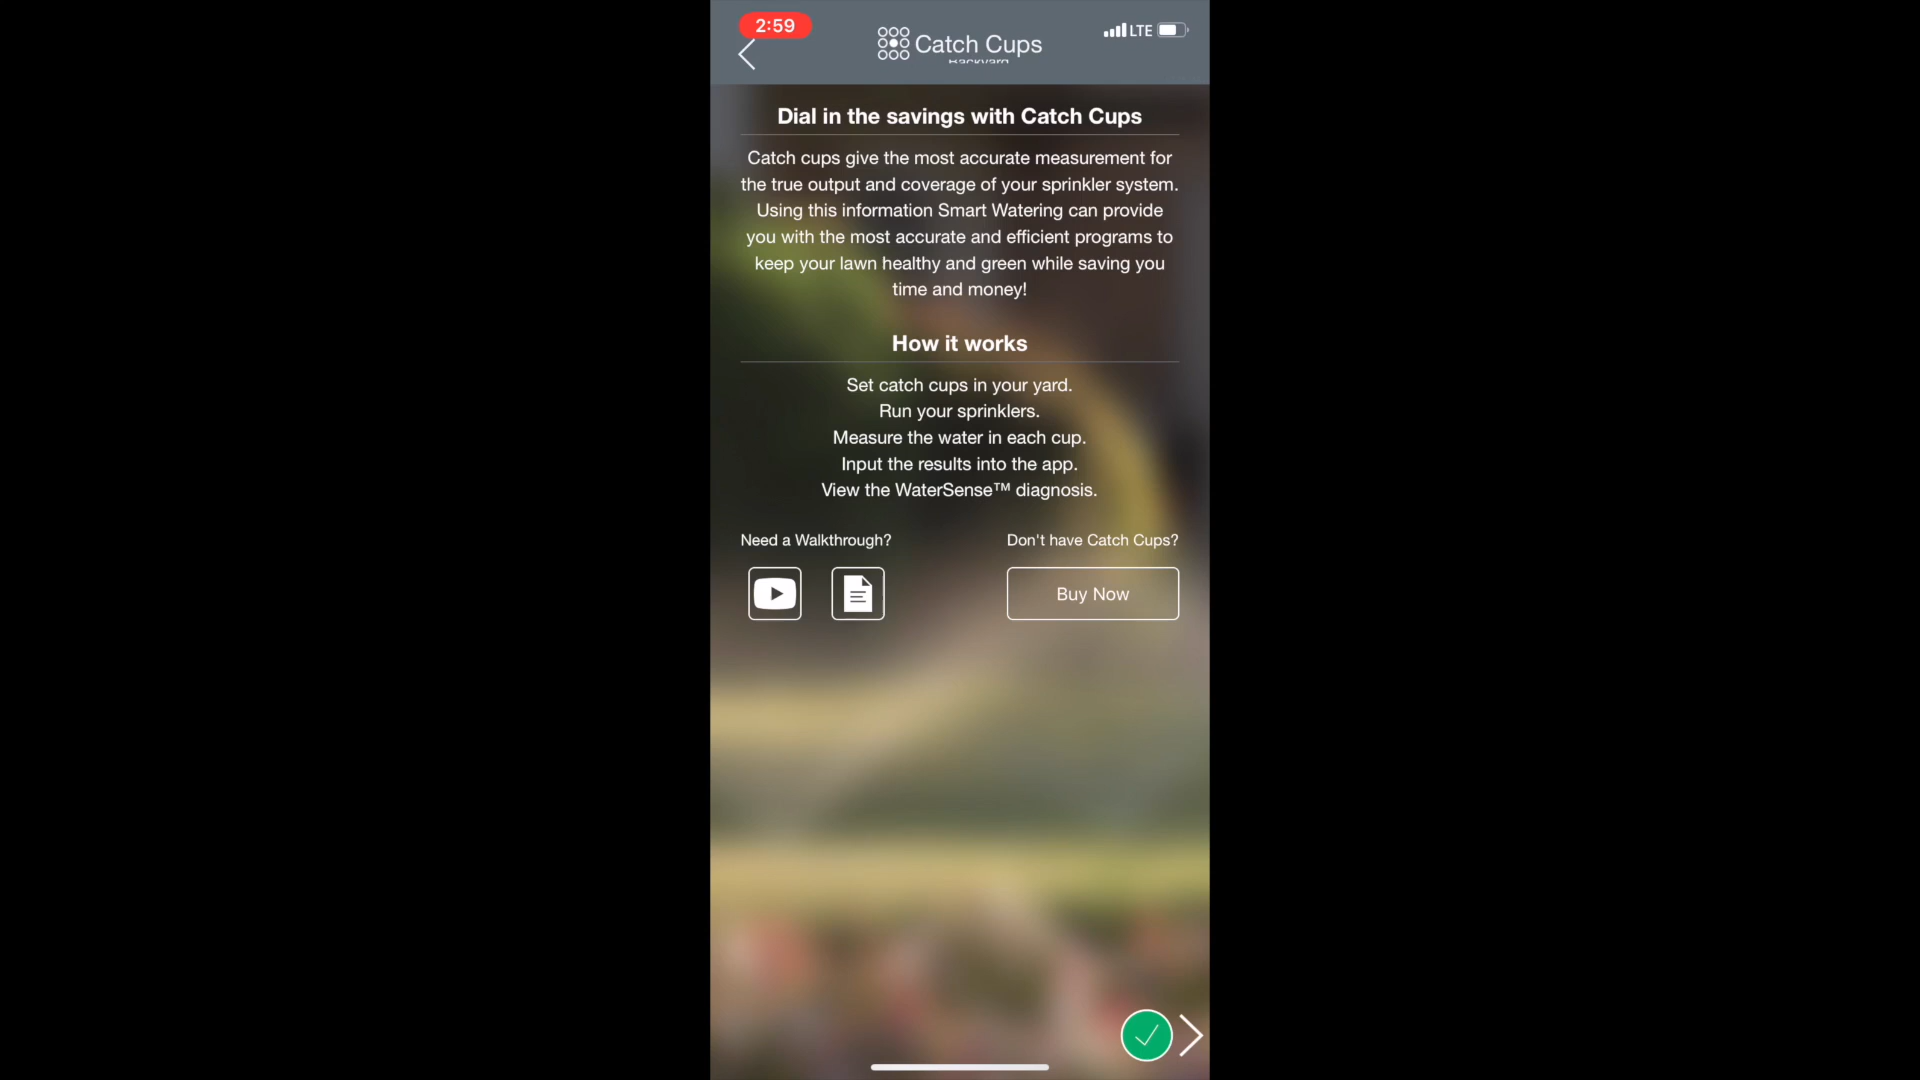 2:59
LTE
Catch Cups
Backyard
Dial in the savings with Catch Cups
Catch cups give the most accurate measurement for
the true output and coverage of your sprinkler system.
Using this information Smart Watering can provide
you with the most accurate and efficient programs to
keep your lawn healthy and green while saving you
time and money!
How it works
Set catch cups in your yard.
Run your sprinklers.
Measure the water in each cup.
Input the results into the app.
View the WaterSense™ diagnosis.
Need a Walkthrough?
Don't have Catch Cups?
Buy Now